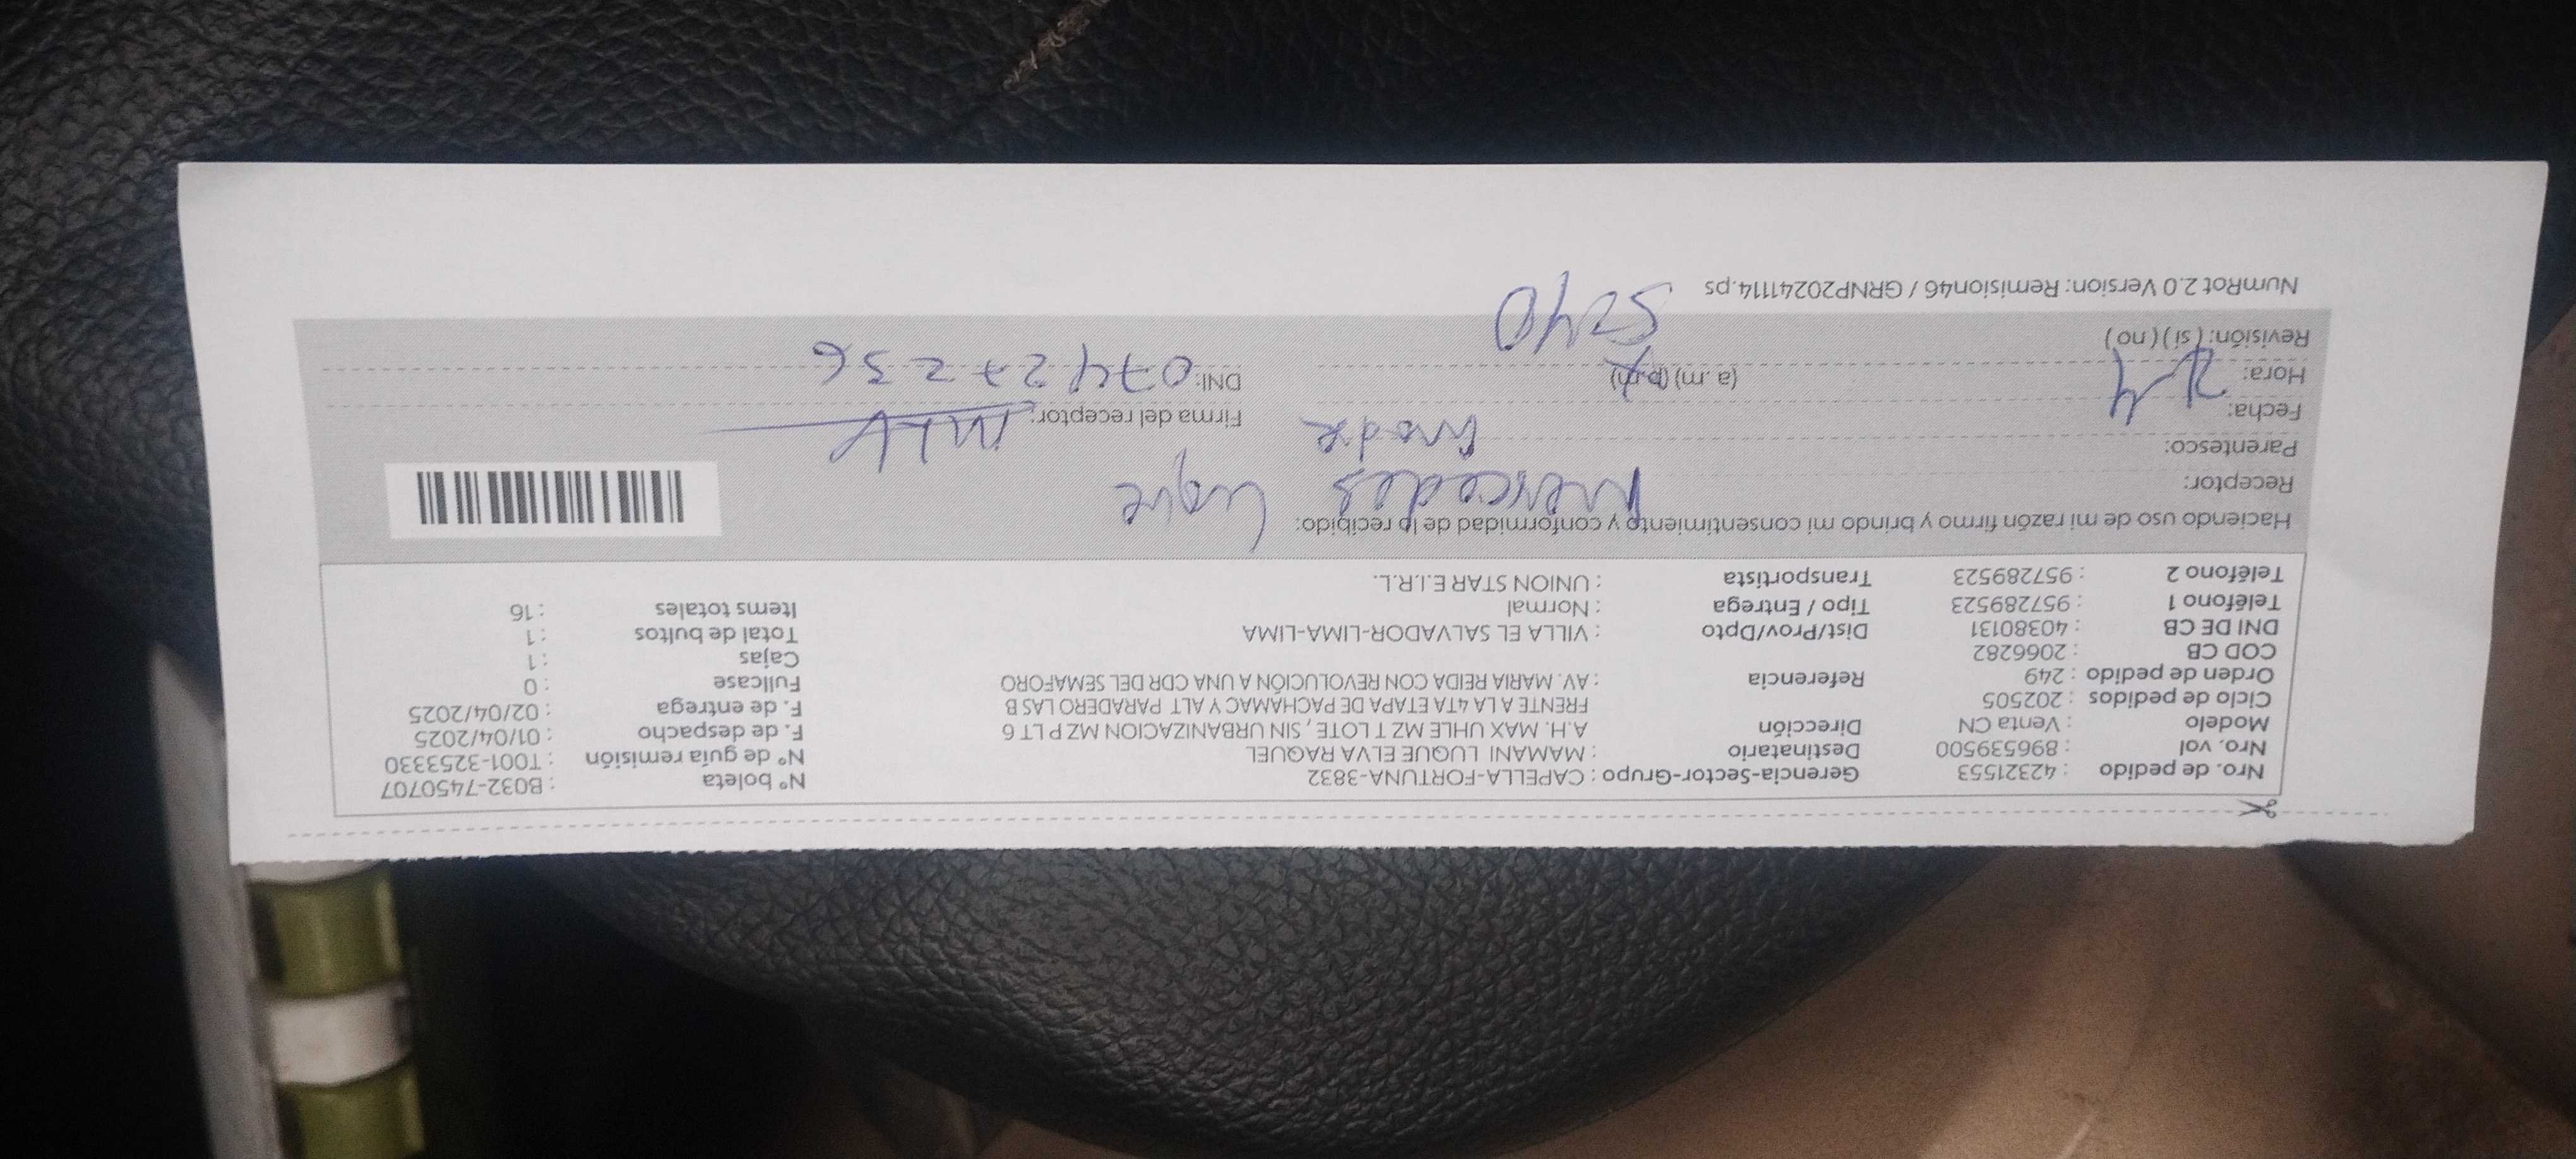 Nro. de pedido : 42321553 Gerencia-Sector-Grupo : CAPELLA-FORTUNA-3832 N° boleta : B032-7450707
Nro. vol : 896539500 Destinatario : MAMANI LUQUE ELVA RAQUEL N° de guía remisión : T001-3253330
Modelo : Venta CN Dirección A.H. MAX UHLE MZ T LOTE , SIN URBANIZACION MZ P LT 6 F. de despacho : 01/04/2025
Ciclo de pedidos : 202505 FRENTE A LA 4TA ETAPA DE PACHAMAC Y ALT PARADERO LAS B F. de entrega : 02/04/2025
Orden de pedido : 249 Referencia : AV. MARIA REIDA CON REVOLUCIÓN A UNA CDR DEL SEMAFORO Fullcase : 0
COD CB : 2066282 Cajas : 1
DNI DE CB : 40380131 Dist/Prov/Dpto : VILLA EL SALVADOR-LIMA-LIMA Total de bultos : 1
Teléfono 1 : 957289523 Tipo / Entrega : Normal Items totales : 16
Teléfono 2 : 957289523 Transportista : UNION STAR E.I.R.L.
Haciendo uso de mi razón firmo y brindo mi consentimiento y conformidad de lo recibido:
Receptor: Mercedes Luque
Parentesco: Madre
Fecha: 2-4 Firma del receptor: MLV
Hora: (a. m) (p.m) DNI: 07427236
Revisión: ( sí ) ( no ) 5:40
NumRot 2.0 Version: Remision46 / GRNP20241114.ps